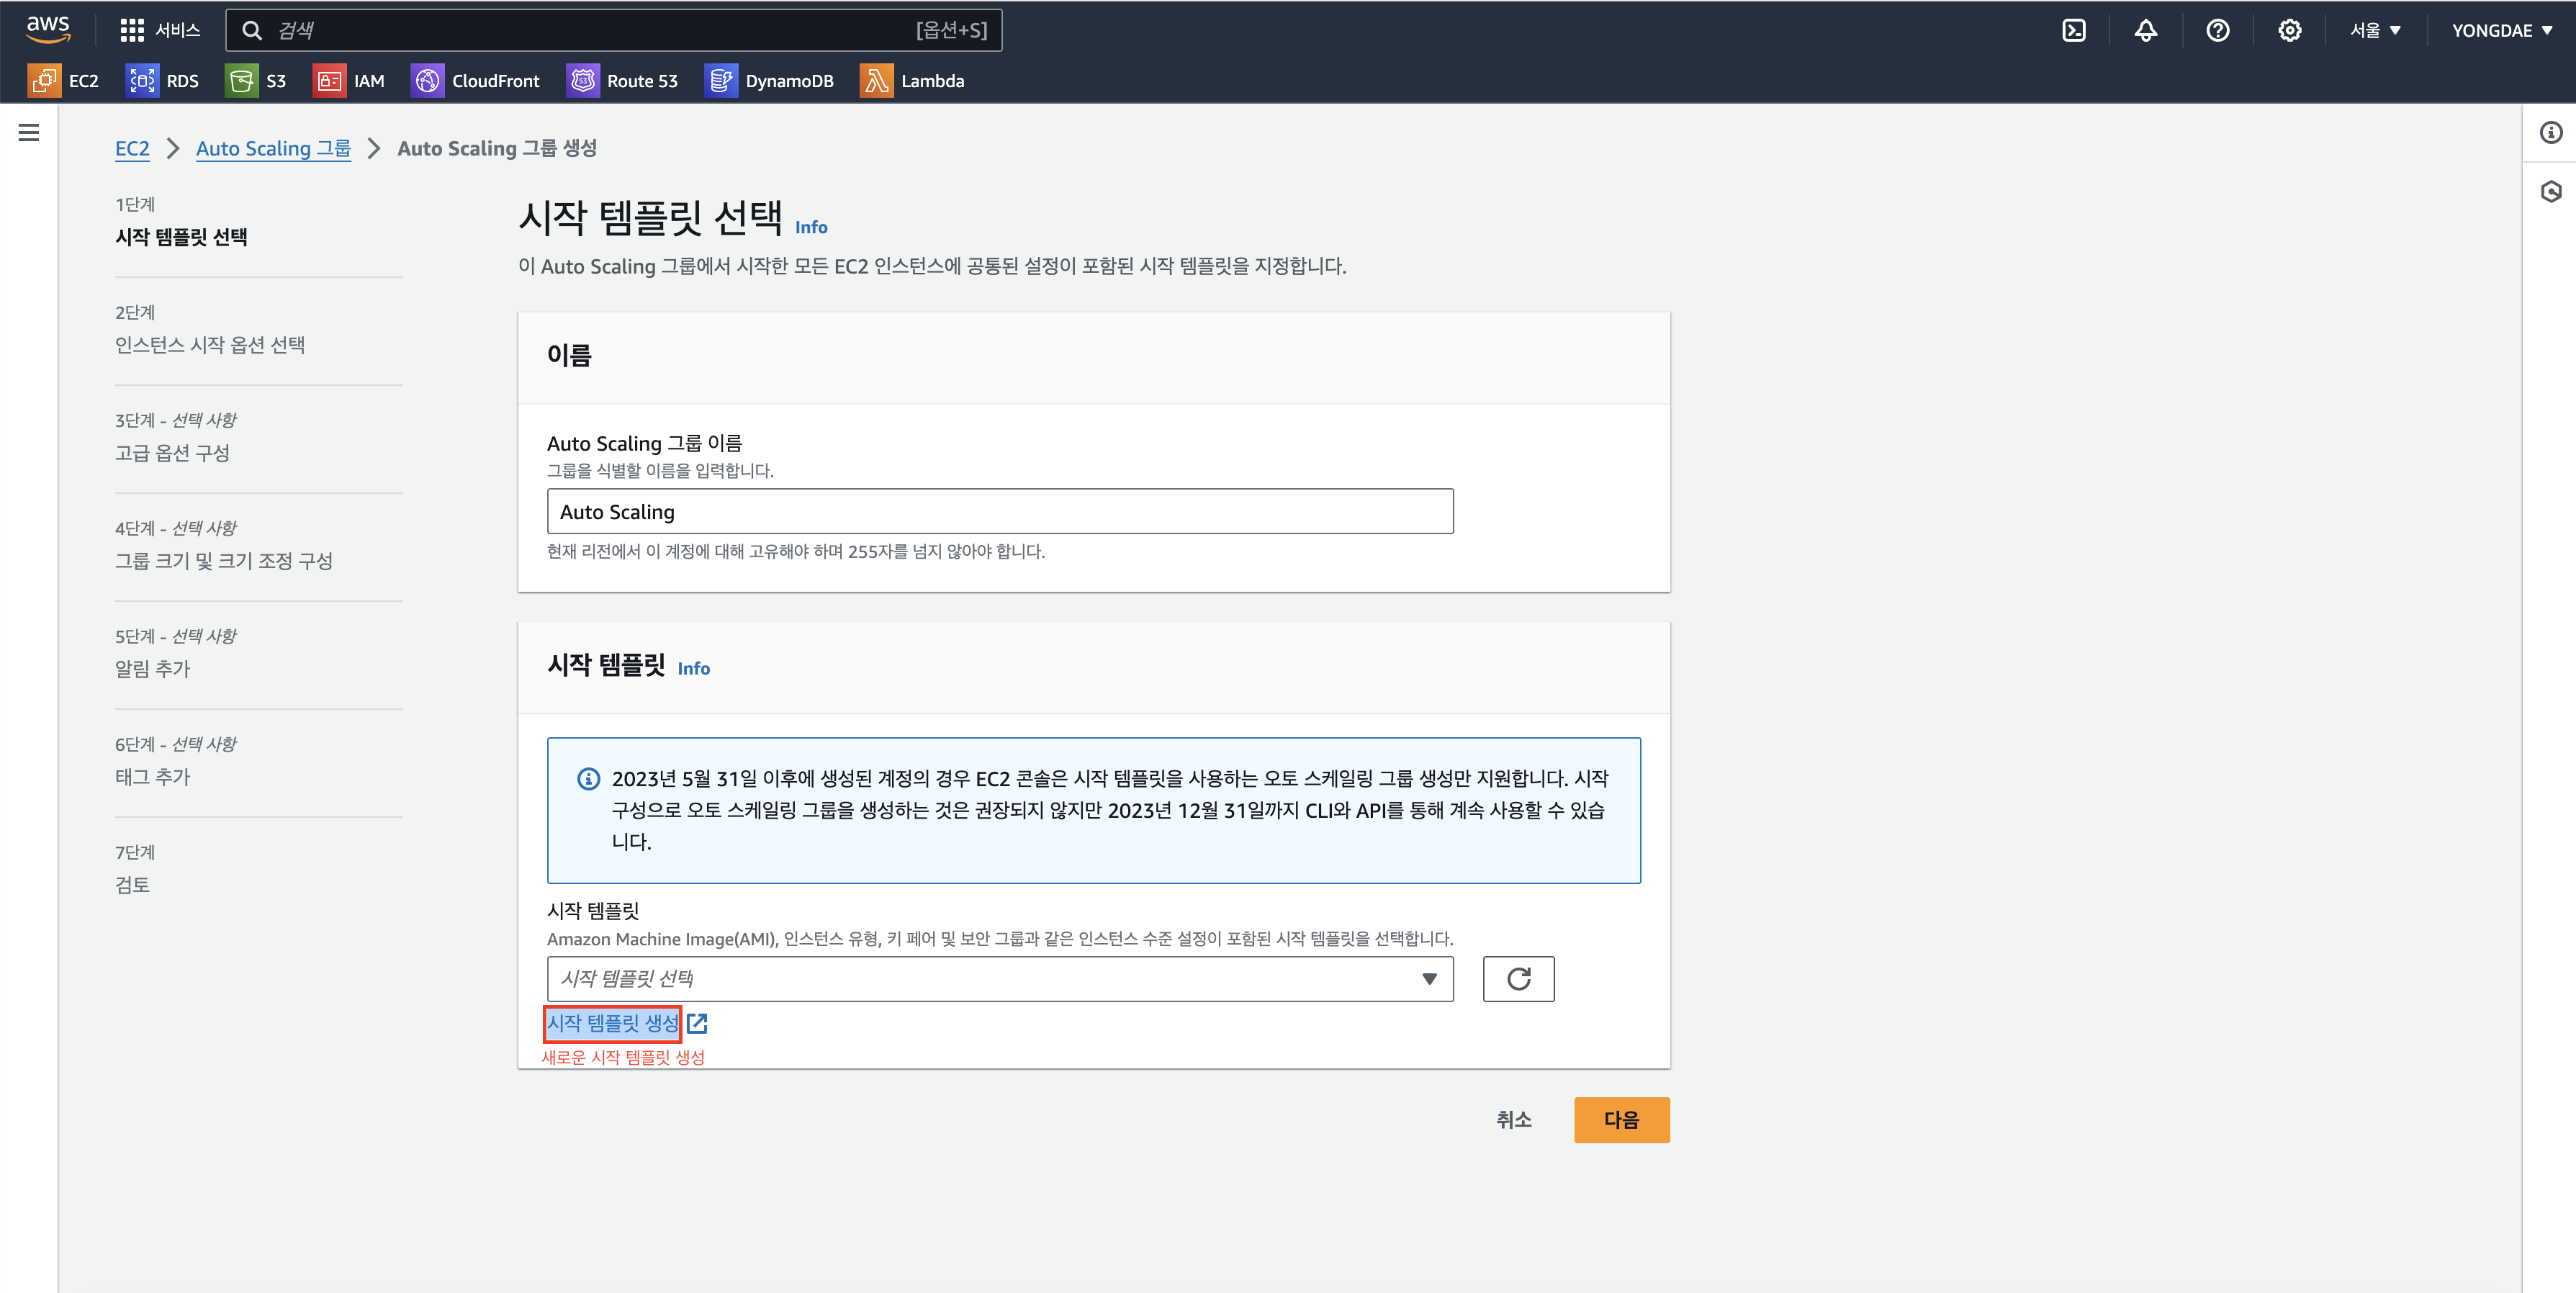 aws
서비스
검색
[옵션+S]
서울 ▼
YONGDAE ▼
EC2
RDS
S3
IAM
CloudFront
Route 53
DynamoDB
Lambda
EC2 > Auto Scaling 그룹 > Auto Scaling 그룹 생성
1단계
시작 템플릿 선택
2단계
인스턴스 시작 옵션 선택
3단계 - 선택 사항
고급 옵션 구성
4단계 - 선택 사항
그룹 크기 및 크기 조정 구성
5단계 - 선택 사항
알림 추가
6단계 - 선택 사항
태그 추가
7단계
검토
시작 템플릿 선택 Info
이 Auto Scaling 그룹에서 시작한 모든 EC2 인스턴스에 공통된 설정이 포함된 시작 템플릿을 지정합니다.
이름
Auto Scaling 그룹 이름
그룹을 식별할 이름을 입력합니다.
Auto Scaling
현재 리전에서 이 계정에 대해 고유해야 하며 255자를 넘지 않아야 합니다.
시작 템플릿 Info
2023년 5월 31일 이후에 생성된 계정의 경우 EC2 콘솔은 시작 템플릿을 사용하는 오토 스케일링 그룹 생성만 지원합니다. 시작
구성으로 오토 스케일링 그룹을 생성하는 것은 권장되지 않지만 2023년 12월 31일까지 CLI와 API를 통해 계속 사용할 수 있습
니다.
시작 템플릿
Amazon Machine Image(AMI), 인스턴스 유형, 키 페어 및 보안 그룹과 같은 인스턴스 수준 설정이 포함된 시작 템플릿을 선택합니다.
시작 템플릿 선택
시작 템플릿 생성
새로운 시작 템플릿 생성
취소
다음